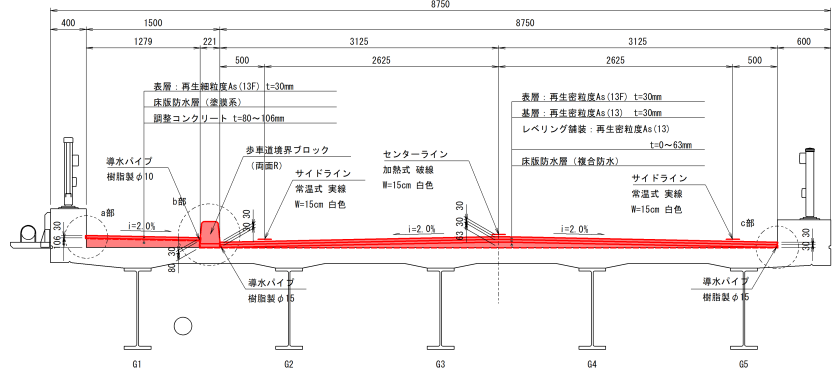 8750
400
1500
8750
1279
221
3125
3125
600
500
2625
2625
500
表層：再生細粒度As(13F) t=30mm
床版防水層（塗膜系）
調整コンクリート t=80～106mm
表層：再生密粒度As(13F) t=30mm
基層：再生密粒度As(13) t=30mm
レベリング舗装：再生密粒度As(13)
t=0～63mm
床版防水層（複合防水）
歩車道境界ブロック
（両面R）
センターライン
加熱式 破線
W=15cm 白色
導水パイプ
樹脂製φ10
サイドライン
常温式 実線
W=15cm 白色
サイドライン
常温式 実線
W=15cm 白色
a部
b部
c部
i=2.0%
i=2.0%
i=2.0%
30
90
30
80
30
30
30
30
63
30
30
導水パイプ
樹脂製φ15
導水パイプ
樹脂製φ15
G1
G2
G3
G4
G5